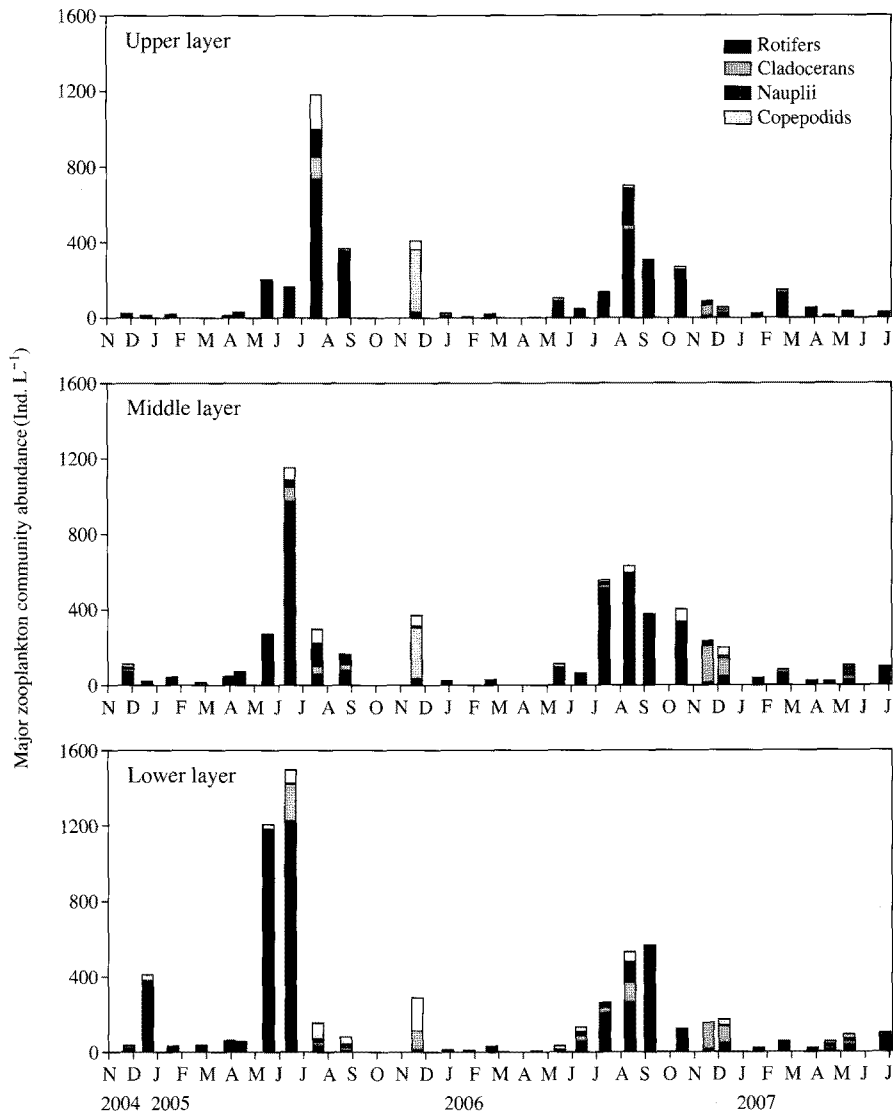 Major zooplankton community abundance (Ind. L⁻¹)
Upper layer
Rotifers
Cladocerans
Nauplii
Copepodids
1600
1200
800
400
0
N D J F M A M J J A S O N D J F M A M J J A S O N D J F M A M J J
Middle layer
1600
1200
800
400
0
N D J F M A M J J A S O N D J F M A M J J A S O N D J F M A M J J
Lower layer
1600
1200
800
400
0
N D J F M A M J J A S O N D J F M A M J J A S O N D J F M A M J J
2004 2005 2006 2007